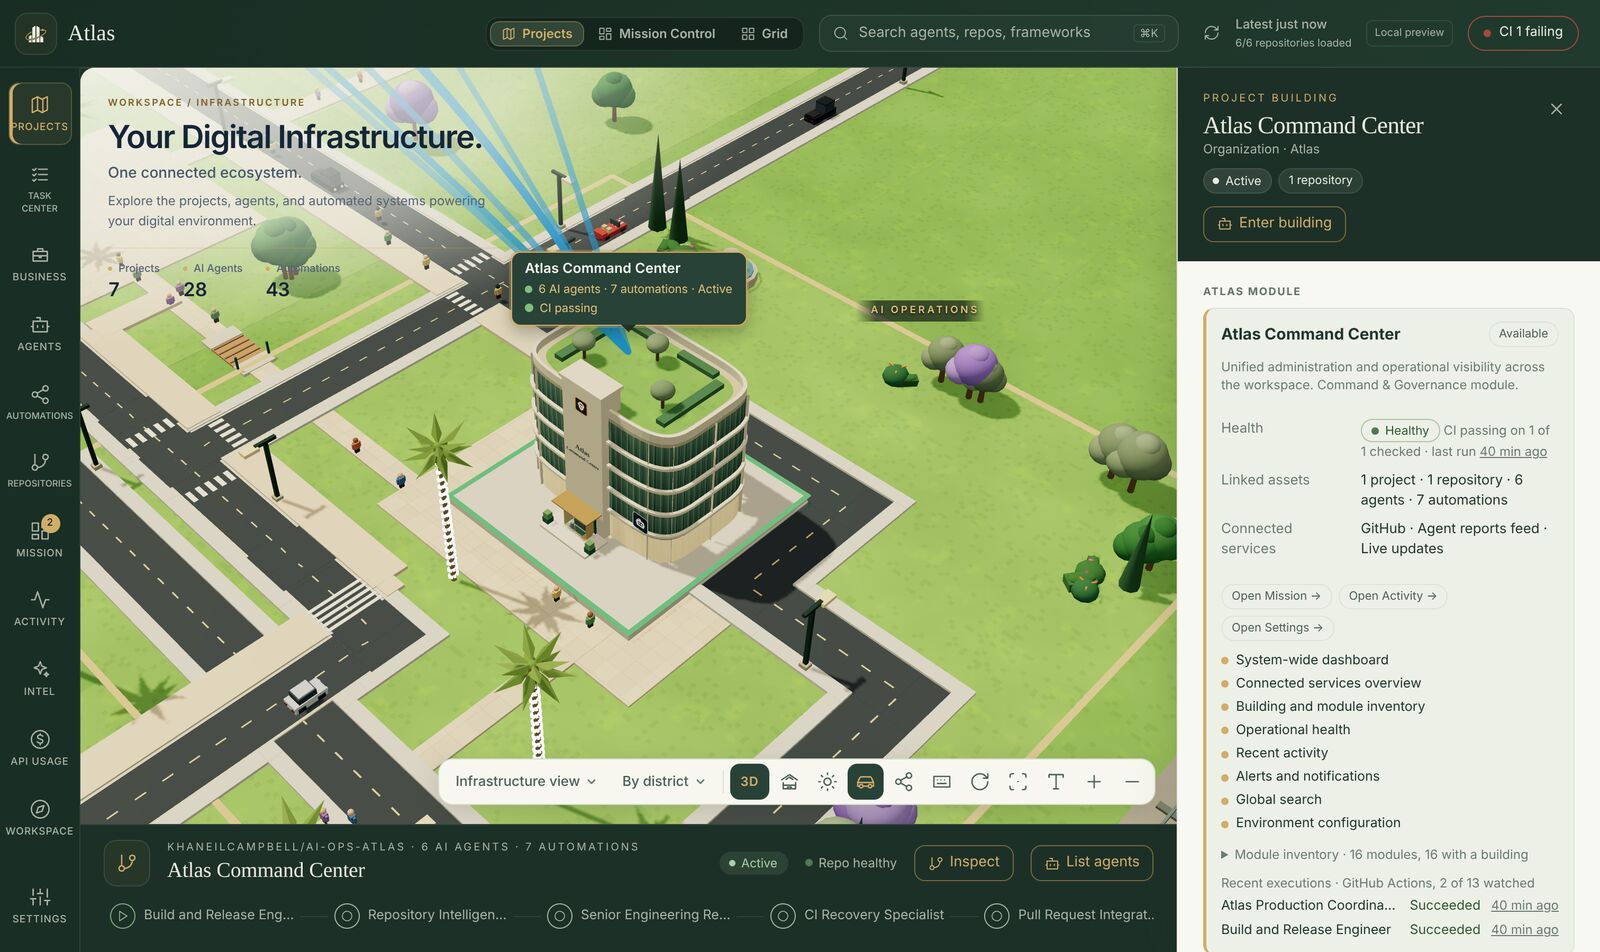 Atlas
Projects
Mission Control
Grid
Search agents, repos, frameworks
⌘K
Latest just now
6/6 repositories loaded
Local preview
CI 1 failing
PROJECTS
TASK
CENTER
BUSINESS
AGENTS
AUTOMATIONS
REPOSITORIES
2
MISSION
ACTIVITY
INTEL
API USAGE
WORKSPACE
SETTINGS
WORKSPACE / INFRASTRUCTURE
Your Digital Infrastructure.
One connected ecosystem.
Explore the projects, agents, and automated systems powering
your digital environment.
Projects
AI Agents
Automations
7
28
43
Atlas Command Center
6 AI agents · 7 automations · Active
CI passing
AI OPERATIONS
Atlas
Command Center
Infrastructure view
By district
3D
KHANEILCAMPBELL/AI-OPS-ATLAS · 6 AI AGENTS · 7 AUTOMATIONS
Atlas Command Center
Active
Repo healthy
Inspect
List agents
Build and Release Eng...
Repository Intelligen...
Senior Engineering Re...
CI Recovery Specialist
Pull Request Integrat..
PROJECT BUILDING
Atlas Command Center
Organization · Atlas
Active
1 repository
Enter building
ATLAS MODULE
Atlas Command Center
Available
Unified administration and operational visibility across
the workspace. Command & Governance module.
Health
Healthy CI passing on 1 of
1 checked · last run 40 min ago
Linked assets
1 project · 1 repository · 6
agents · 7 automations
Connected
services
GitHub · Agent reports feed ·
Live updates
Open Mission →
Open Activity →
Open Settings →
System-wide dashboard
Connected services overview
Building and module inventory
Operational health
Recent activity
Alerts and notifications
Global search
Environment configuration
Module inventory · 16 modules, 16 with a building
Recent executions · GitHub Actions, 2 of 13 watched
Atlas Production Coordina... Succeeded 40 min ago
Build and Release Engineer Succeeded 40 min ago